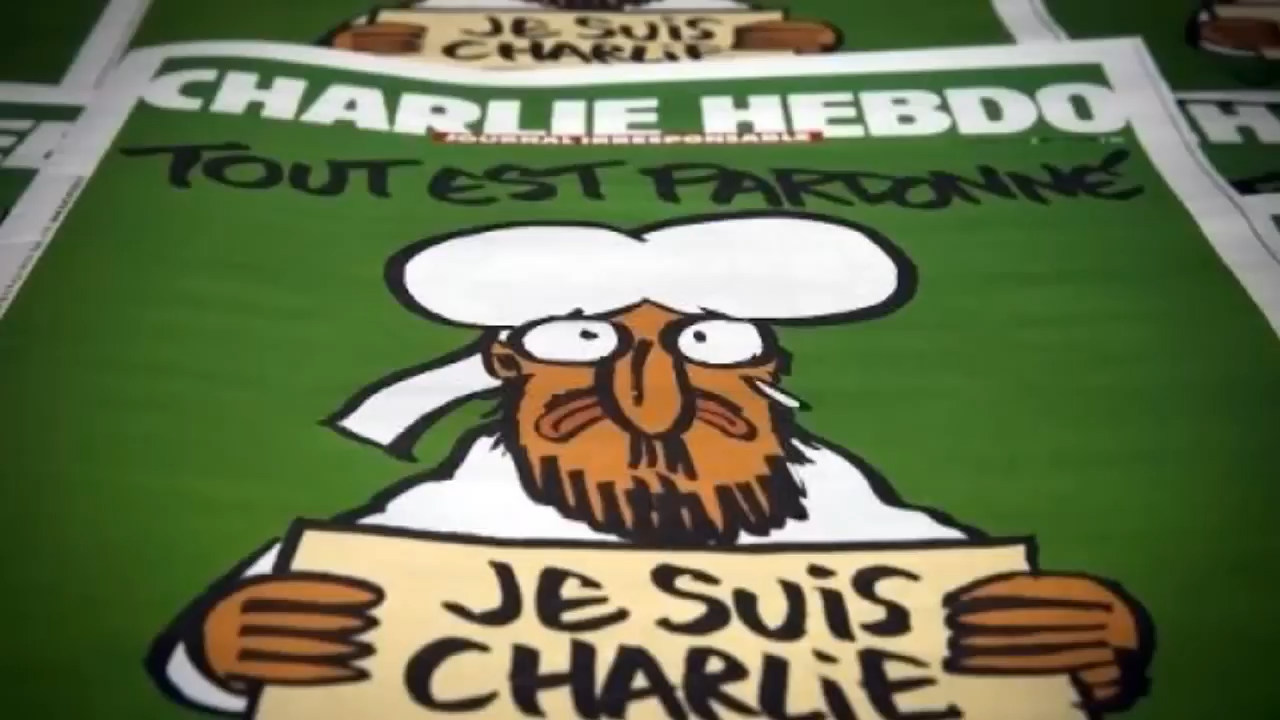 JE SUiS
CHARLiE
CHARLIE HEBDO
JOURNAL IRRESPONSABLE
TOUT EST PARDONNÉ
JE SUiS
CHARLiE
H